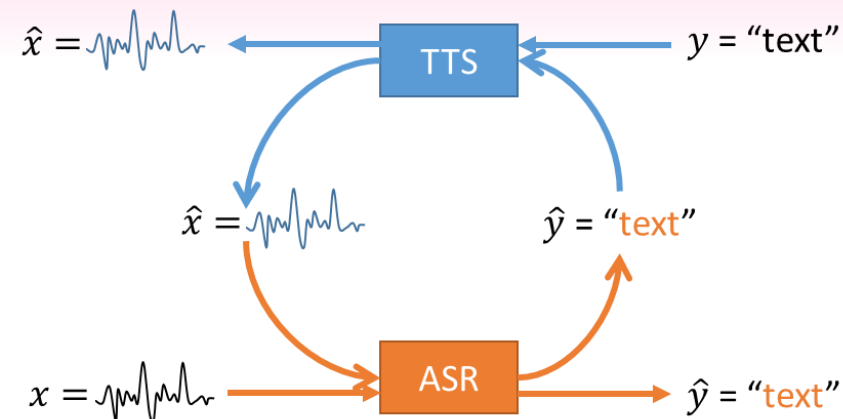 x̂ =
TTS
y = “text”
x̂ =
ŷ = “text”
x =
ASR
ŷ = “text”